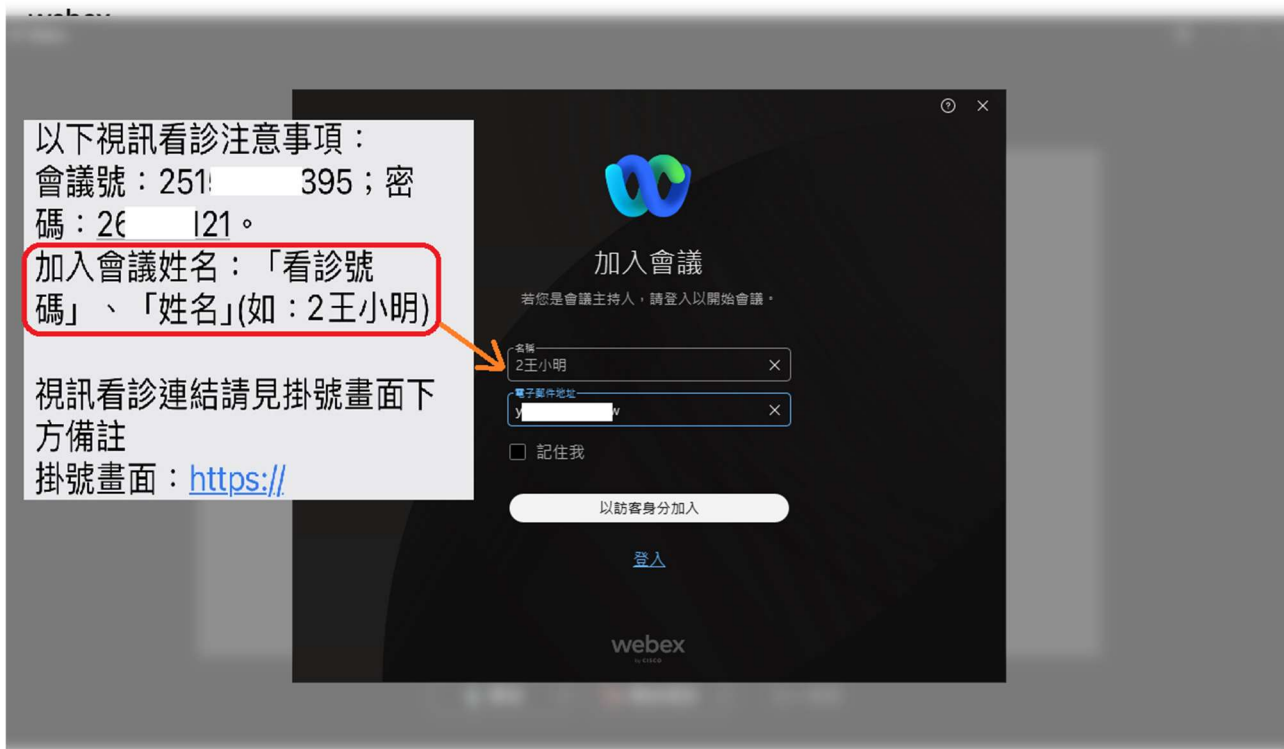 以下視訊看診注意事項：
會議號：251 395；密
碼：26 121。
加入會議姓名：「看診號
碼」、「姓名」(如：2王小明)
視訊看診連結請見掛號畫面下
方備註
掛號畫面：https://
加入會議
若您是會議主持人，請登入以開始會議。
名稱
2王小明
電子郵件地址
y w
記住我
以訪客身分加入
登入
webex
by CISCO